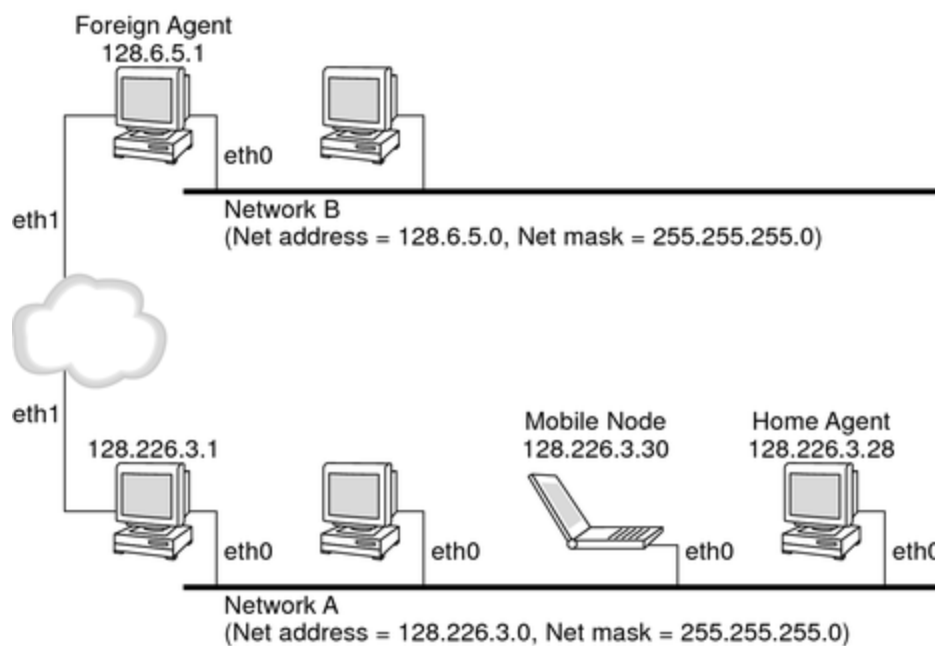 Foreign Agent
128.6.5.1
eth0
Network B
(Net address = 128.6.5.0, Net mask = 255.255.255.0)
eth1
eth1
128.226.3.1
Mobile Node
128.226.3.30
Home Agent
128.226.3.28
eth0
eth0
eth0
eth0
Network A
(Net address = 128.226.3.0, Net mask = 255.255.255.0)